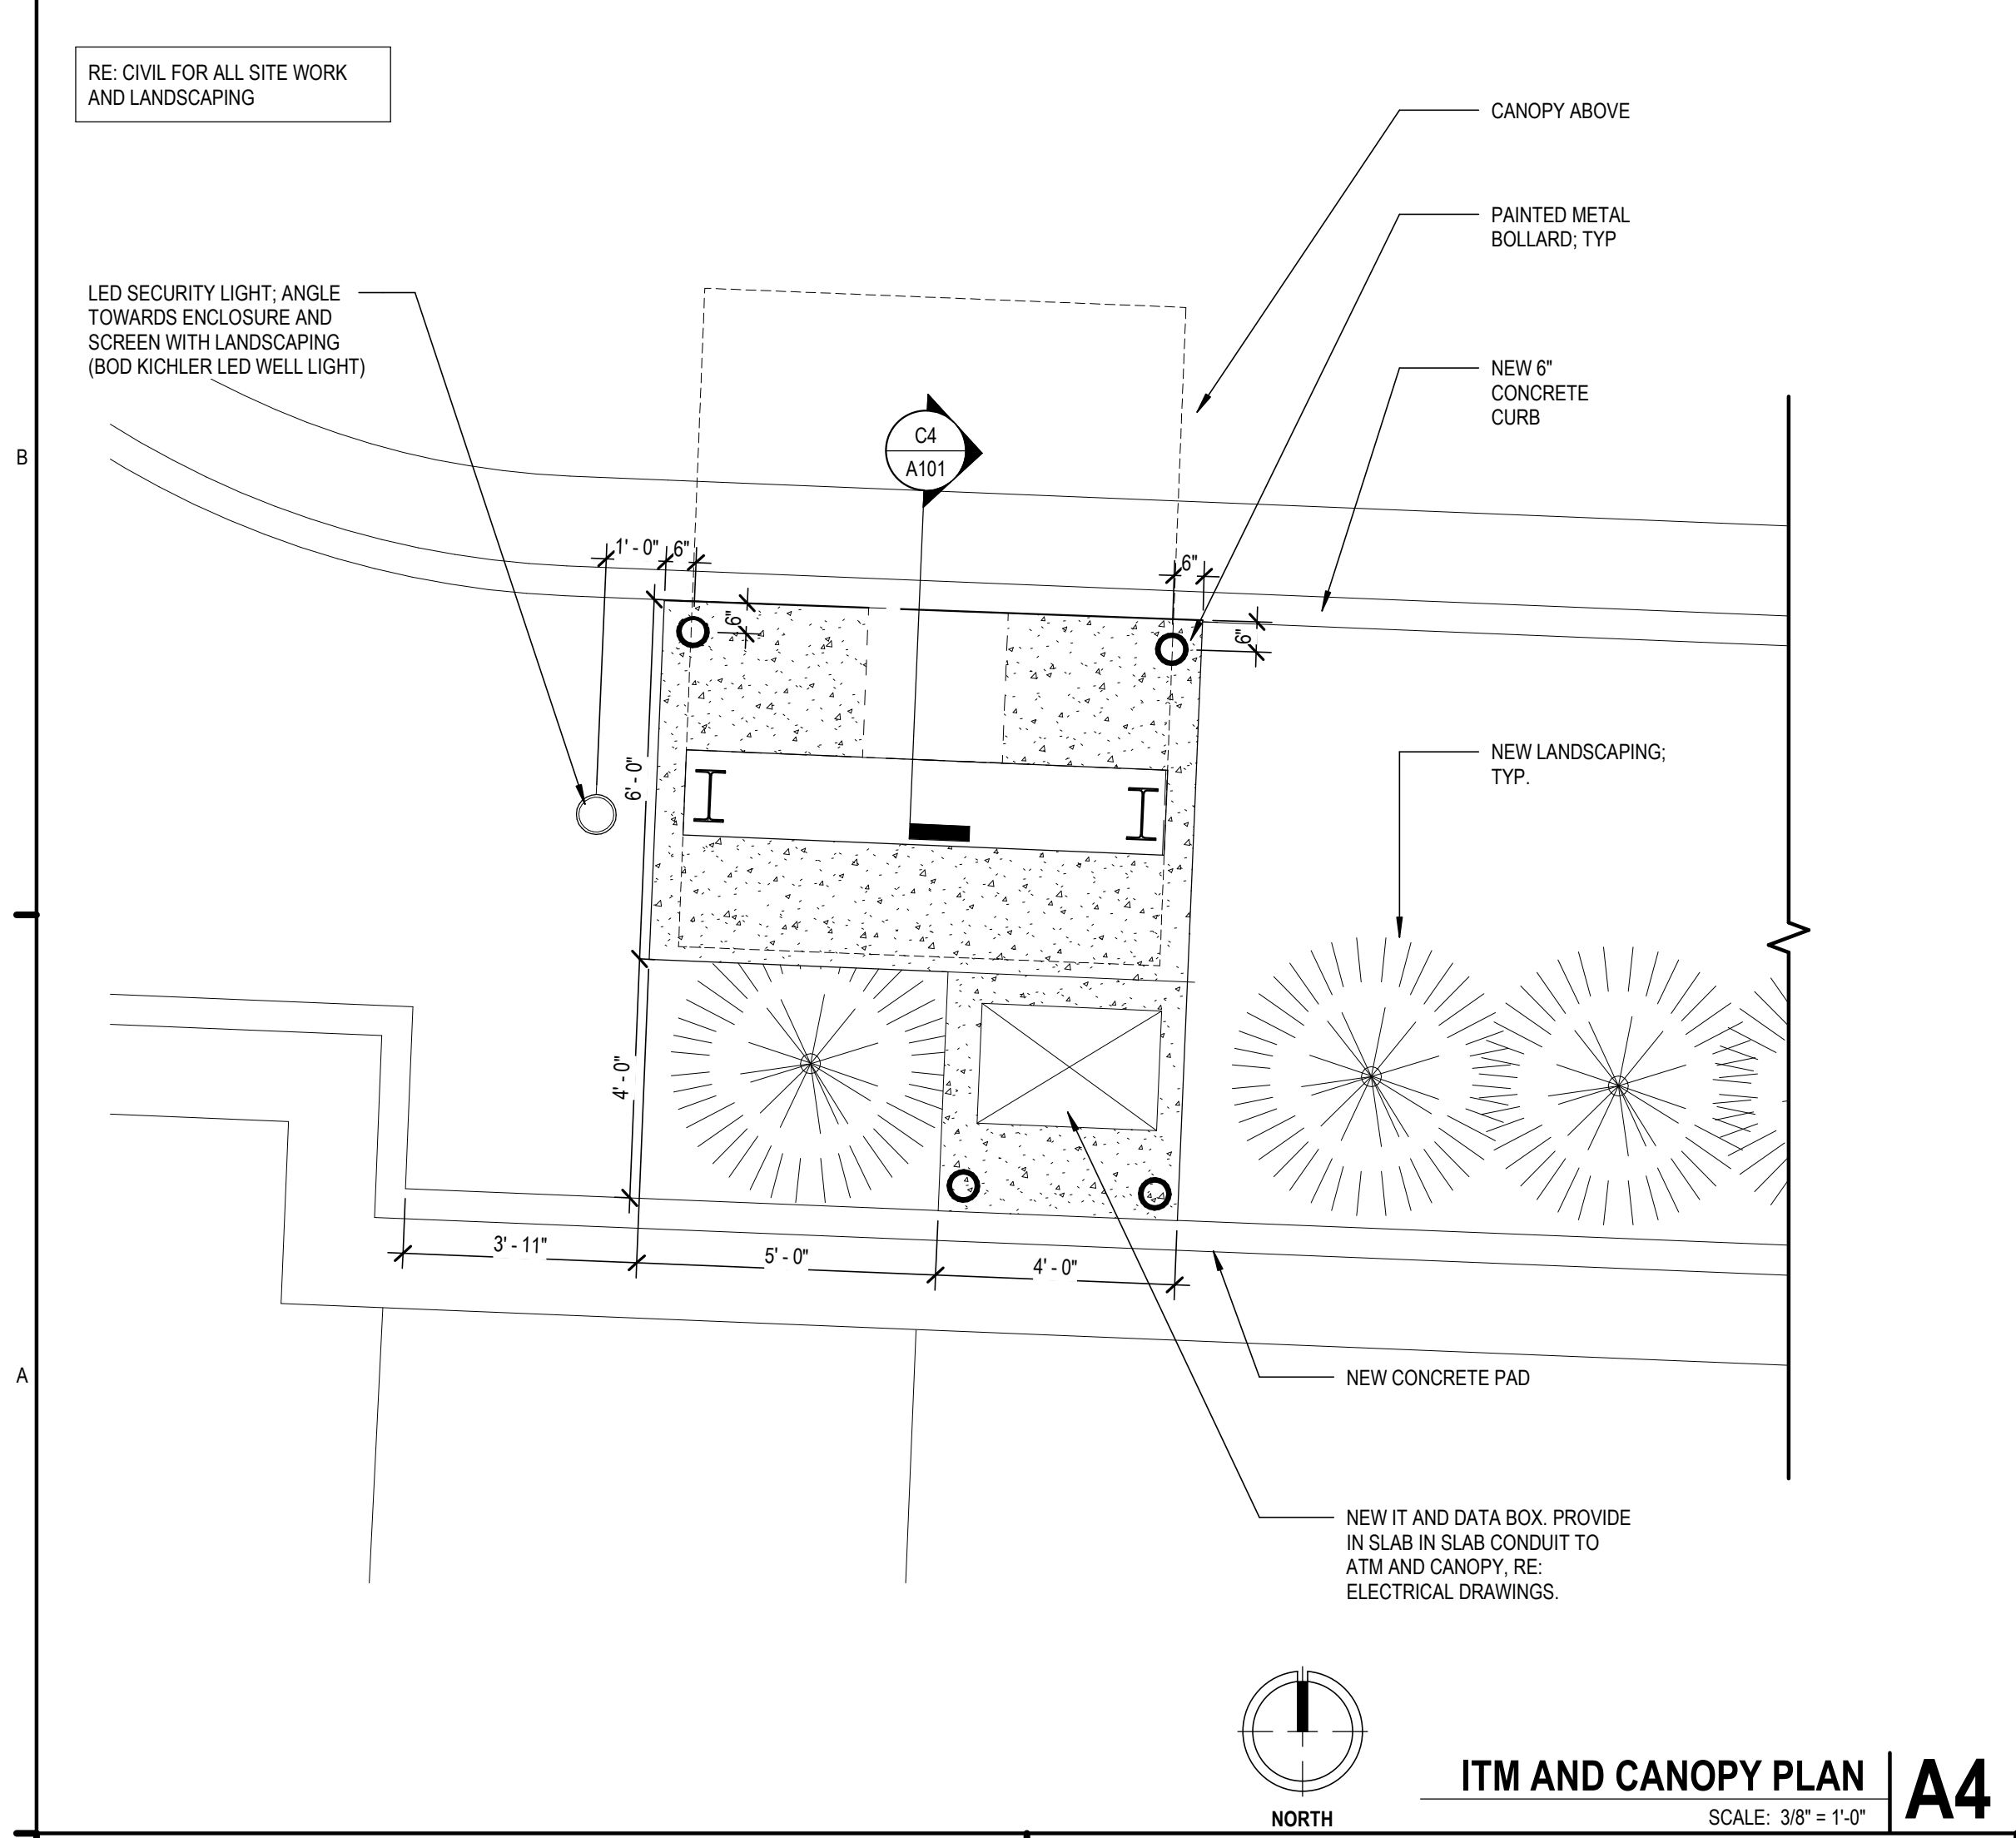 RE: CIVIL FOR ALL SITE WORK
AND LANDSCAPING
CANOPY ABOVE
PAINTED METAL
BOLLARD; TYP
LED SECURITY LIGHT; ANGLE
TOWARDS ENCLOSURE AND
SCREEN WITH LANDSCAPING
(BOD KICHLER LED WELL LIGHT)
NEW 6"
CONCRETE
CURB
B
C4
A101
1' - 0"
6"
6"
6"
6"
6' - 0"
NEW LANDSCAPING;
TYP.
4' - 0"
3' - 11"
5' - 0"
4' - 0"
A
NEW CONCRETE PAD
NEW IT AND DATA BOX. PROVIDE
IN SLAB IN SLAB CONDUIT TO
ATM AND CANOPY, RE:
ELECTRICAL DRAWINGS.
NORTH
ITM AND CANOPY PLAN
SCALE: 3/8" = 1'-0"
A4